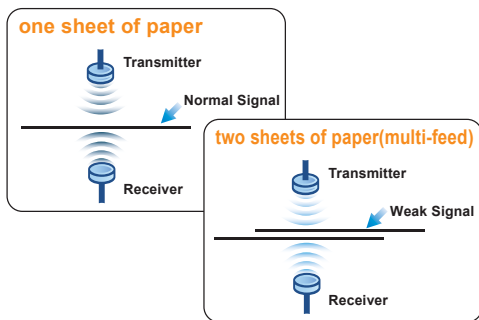 one sheet of paper
Transmitter
Normal Signal
Receiver
two sheets of paper(multi-feed)
Transmitter
Weak Signal
Receiver